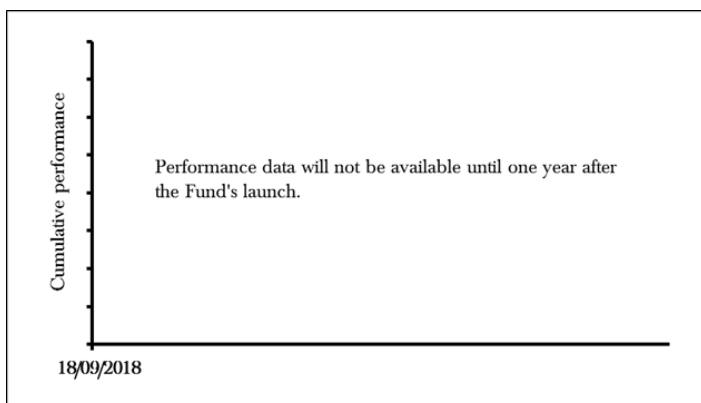 Cumulative performance
Performance data will not be available until one year after
the Fund's launch.
18/09/2018